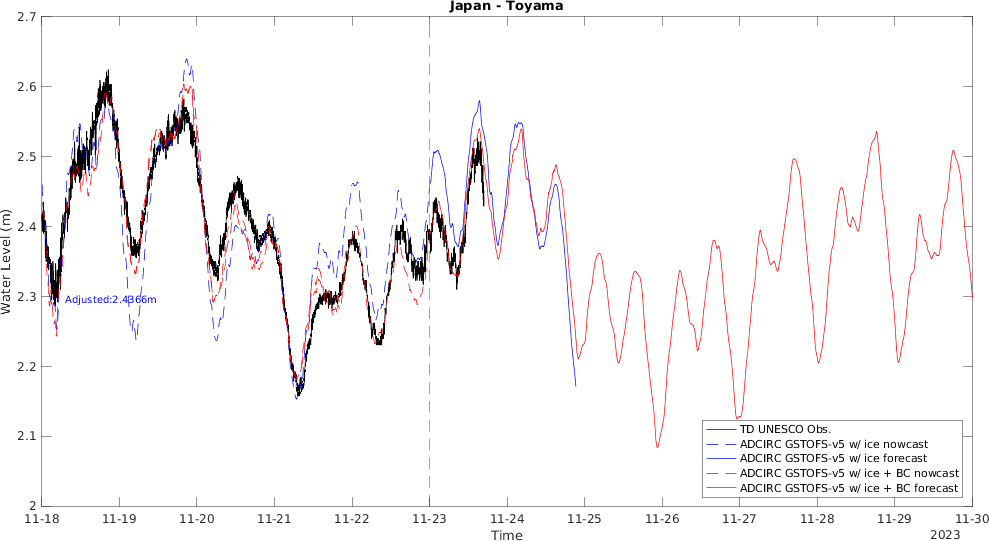 Japan - Toyama
Water Level (m)
2.7
2.6
2.5
2.4
2.3
2.2
2.1
2
Adjusted:2.4366m
TD UNESCO Obs.
ADCIRC GSTOFS-v5 w/ ice nowcast
ADCIRC GSTOFS-v5 w/ ice forecast
ADCIRC GSTOFS-v5 w/ ice + BC nowcast
ADCIRC GSTOFS-v5 w/ ice + BC forecast
11-18 11-19 11-20 11-21 11-22 11-23 11-24 11-25 11-26 11-27 11-28 11-29 11-30
Time
2023